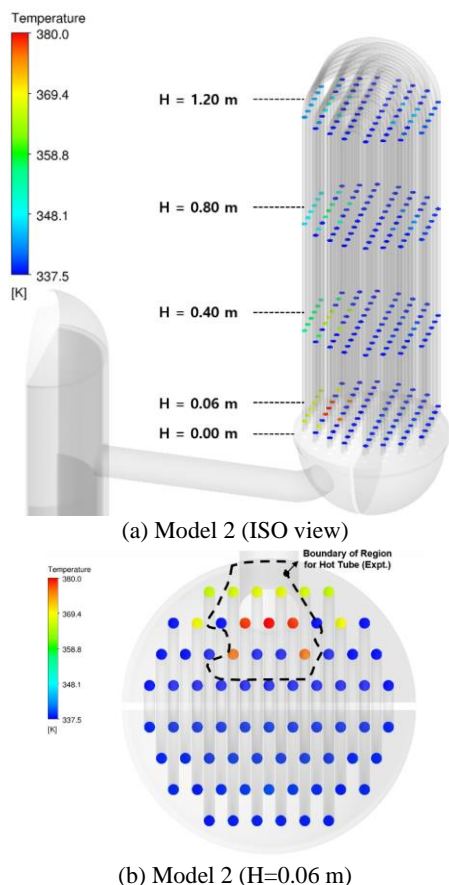 Temperature
380.0
369.4
358.8
348.1
337.5
[K]
H = 1.20 m
H = 0.80 m
H = 0.40 m
H = 0.06 m
H = 0.00 m
(a) Model 2 (ISO view)
Temperature
380.0
369.4
358.8
348.1
337.5
[K]
Boundary of Region
for Hot Tube (Expt.)
(b) Model 2 (H=0.06 m)